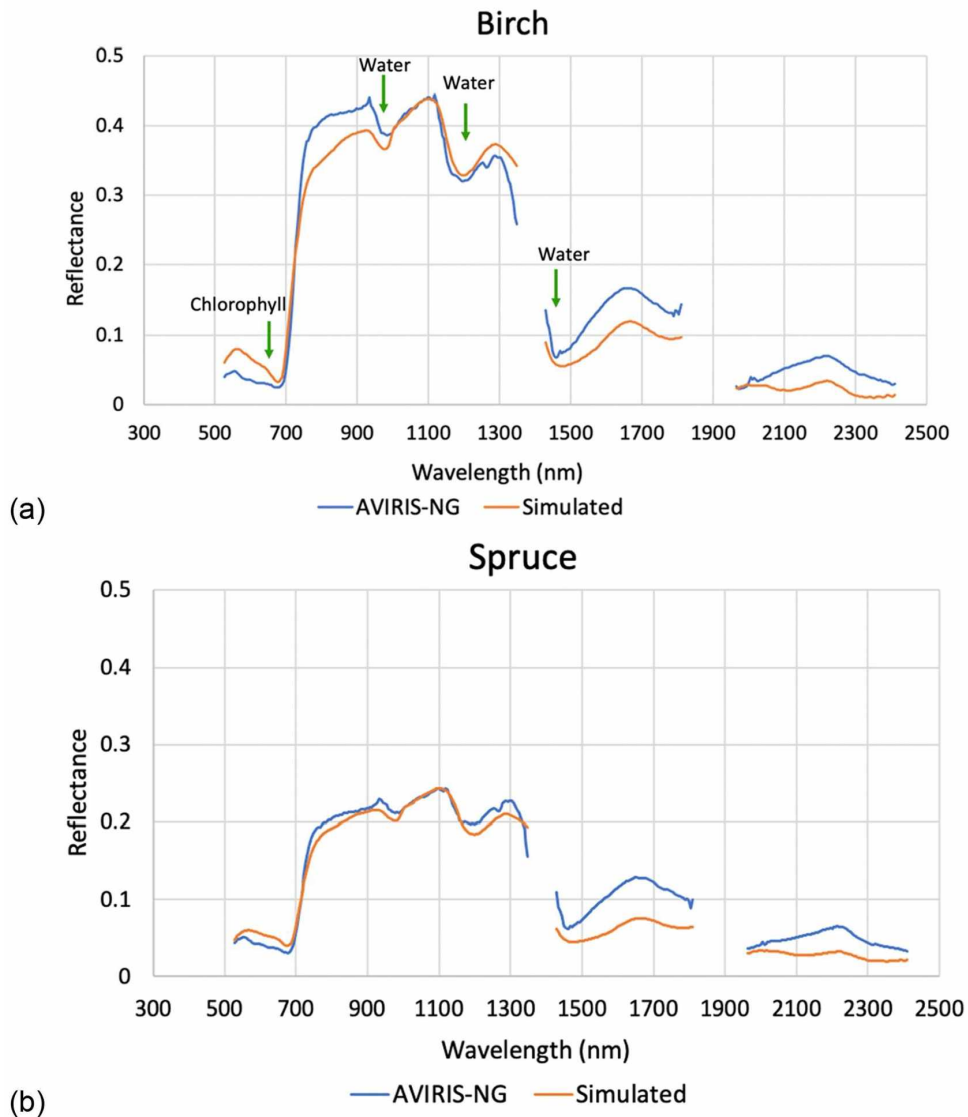 Birch
0.5
Water
Water
0.4
0.3
Reflectance
Water
0.2
Chlorophyll
0.1
0
300 500 700 900 1100 1300 1500 1700 1900 2100 2300 2500
Wavelength (nm)
(a)
AVIRIS-NG Simulated
Spruce
0.5
0.4
0.3
Reflectance
0.2
0.1
0
300 500 700 900 1100 1300 1500 1700 1900 2100 2300 2500
Wavelength (nm)
(b)
AVIRIS-NG Simulated